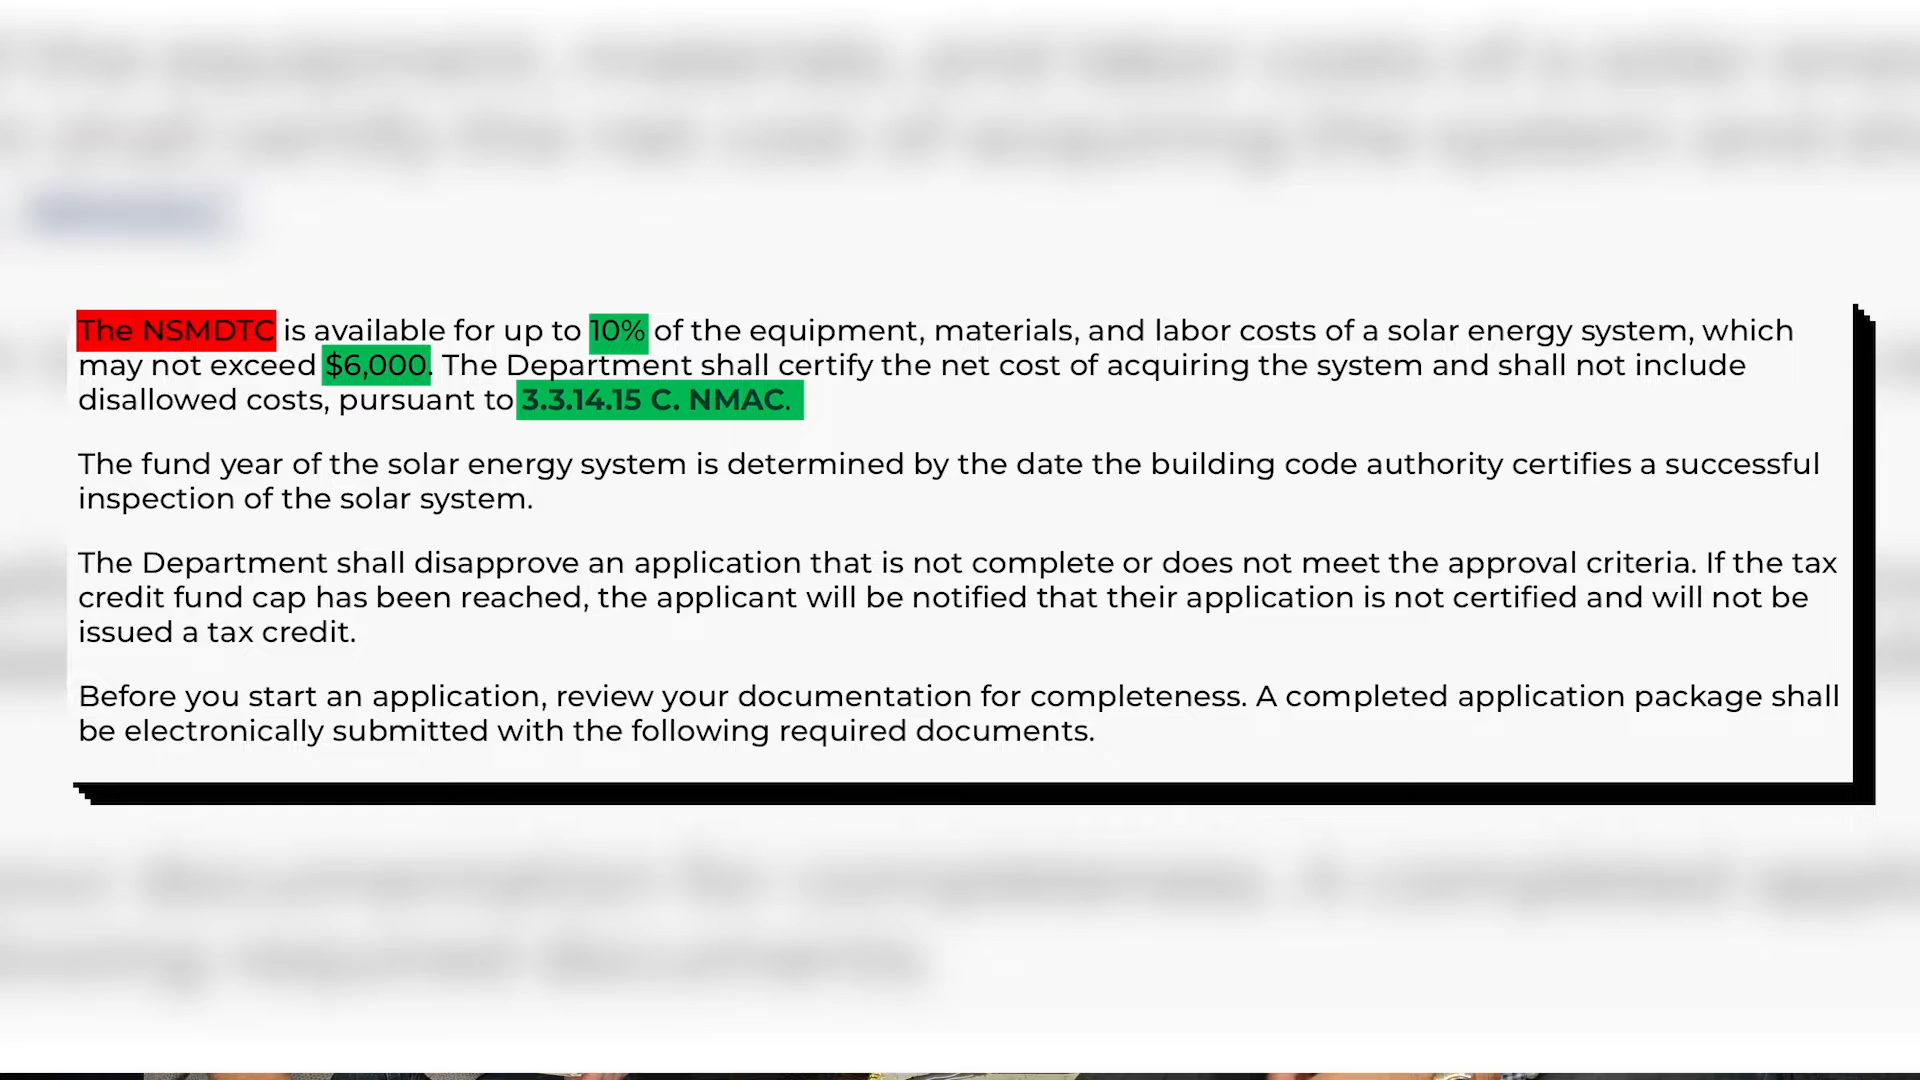 The NSMDTC is available for up to 10% of the equipment, materials, and labor costs of a solar energy system, which
may not exceed $6,000. The Department shall certify the net cost of acquiring the system and shall not include
disallowed costs, pursuant to 3.3.14.15 C. NMAC.
The fund year of the solar energy system is determined by the date the building code authority certifies a successful
inspection of the solar system.
The Department shall disapprove an application that is not complete or does not meet the approval criteria. If the tax
credit fund cap has been reached, the applicant will be notified that their application is not certified and will not be
issued a tax credit.
Before you start an application, review your documentation for completeness. A completed application package shall
be electronically submitted with the following required documents.